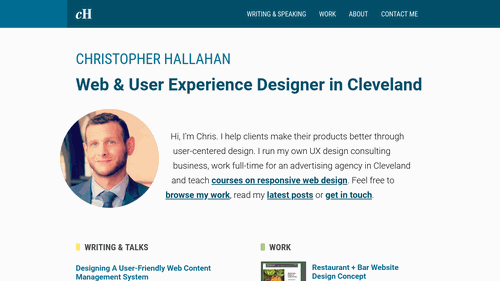 cH
WRITING & SPEAKING
WORK
ABOUT
CONTACT ME
CHRISTOPHER HALLAHAN
Web & User Experience Designer in Cleveland
Hi, I'm Chris. I help clients make their products better through
user-centered design. I run my own UX design consulting
business, work full-time for an advertising agency in Cleveland
and teach courses on responsive web design. Feel free to
browse my work, read my latest posts or get in touch.
WRITING & TALKS
Designing A User-Friendly Web Content
Management System
WORK
Restaurant + Bar Website
Design Concept